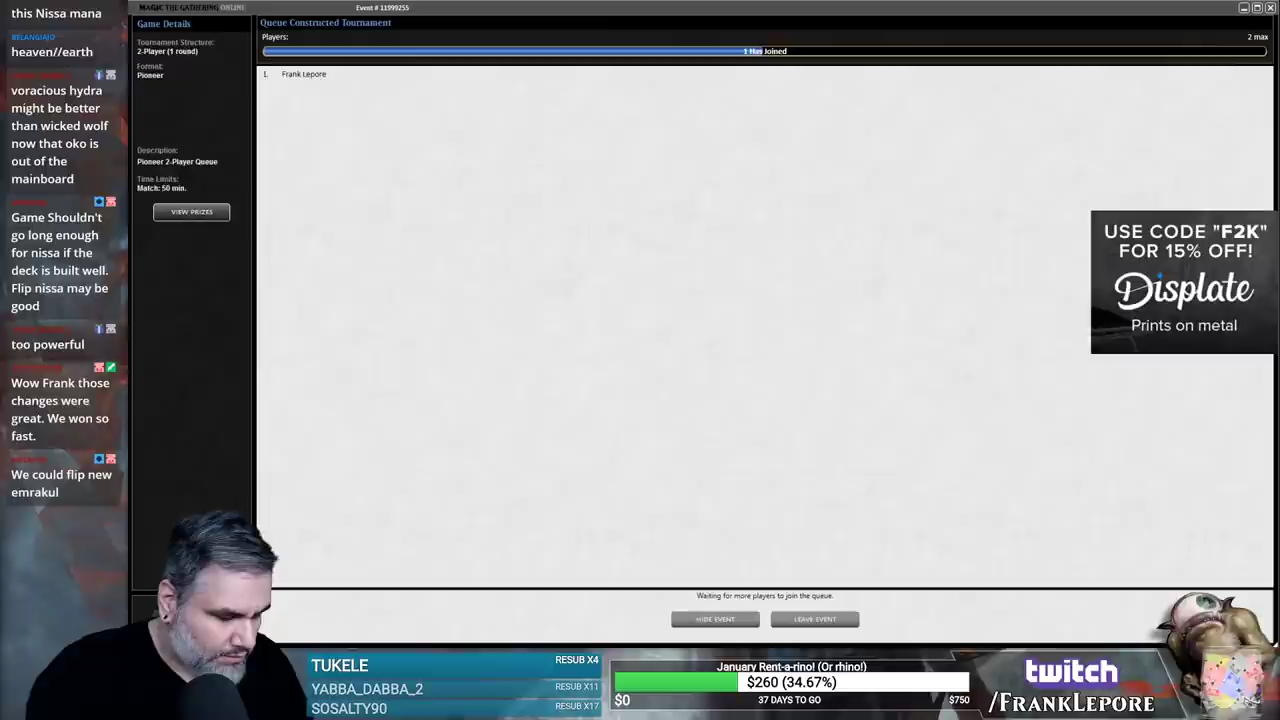 this Nissa mana
BELANGIAJO
heaven//earth
voracious hydra
might be better
than wicked wolf
now that oko is
out of the
mainboard
Game Shouldn't
go long enough
for nissa if the
deck is built well.
Flip nissa may be
good
too powerful
Wow Frank those
changes were
great. We won so
fast.
We could flip new
emrakul
MAGIC THE GATHERING ONLINE
Event # 11999255
Game Details
Tournament Structure:
2-Player (1 round)
Format:
Pioneer
Description:
Pioneer 2-Player Queue
Time Limits:
Match: 50 min.
VIEW PRIZES
Queue Constructed Tournament
Players:
2 max
1 Has Joined
1. Frank Lepore
USE CODE "F2K"
FOR 15% OFF!
Displate
Prints on metal
Waiting for more players to join the queue.
HIDE EVENT
LEAVE EVENT
TUKELE RESUB X4
YABBA_DABBA_2 RESUB X11
SOSALTY90 RESUB X17
January Rent-a-rino! (Or rhino!)
$260 (34.67%)
$0 37 DAYS TO GO $750
twitch
/FRANKLEPORE